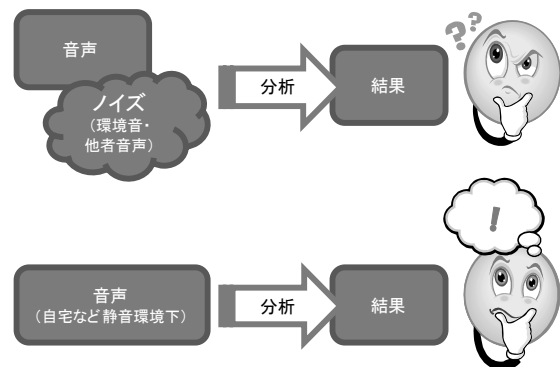 音声
ノイズ
（環境音・
他者音声）
分析
結果
???
!
音声
（自宅など静音環境下）
分析
結果